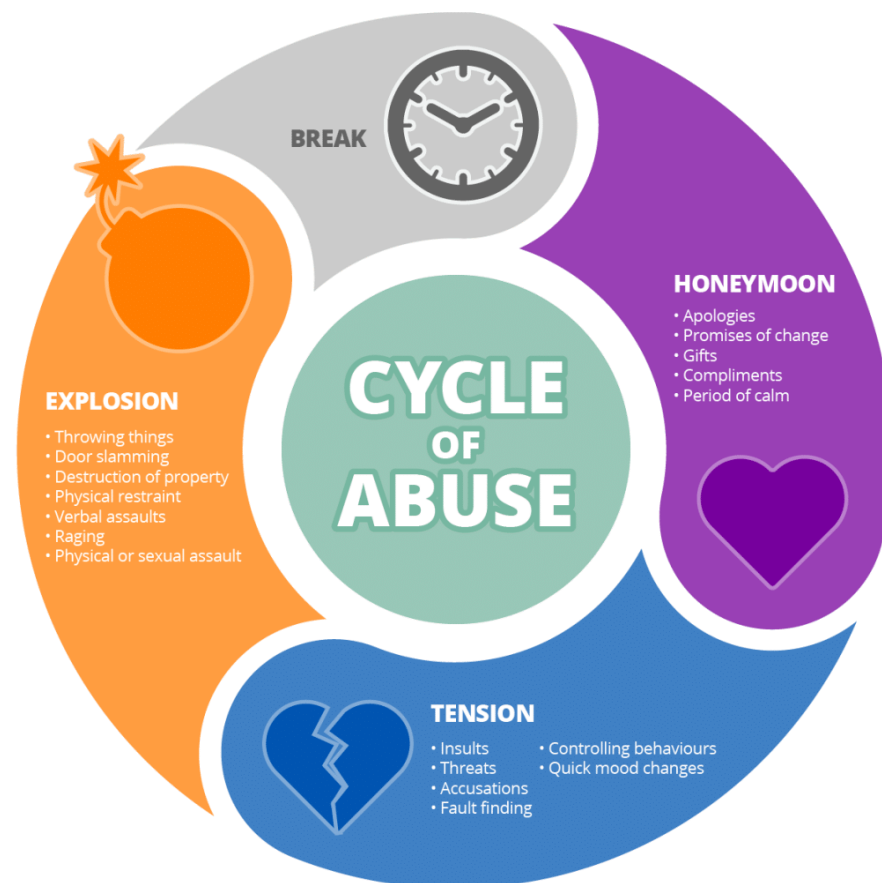 BREAK
HONEYMOON
• Apologies
• Promises of change
• Gifts
• Compliments
• Period of calm
CYCLE
OF
ABUSE
EXPLOSION
• Throwing things
• Door slamming
• Destruction of property
• Physical restraint
• Verbal assaults
• Raging
• Physical or sexual assault
TENSION
• Insults
• Threats
• Accusations
• Fault finding
• Controlling behaviours
• Quick mood changes